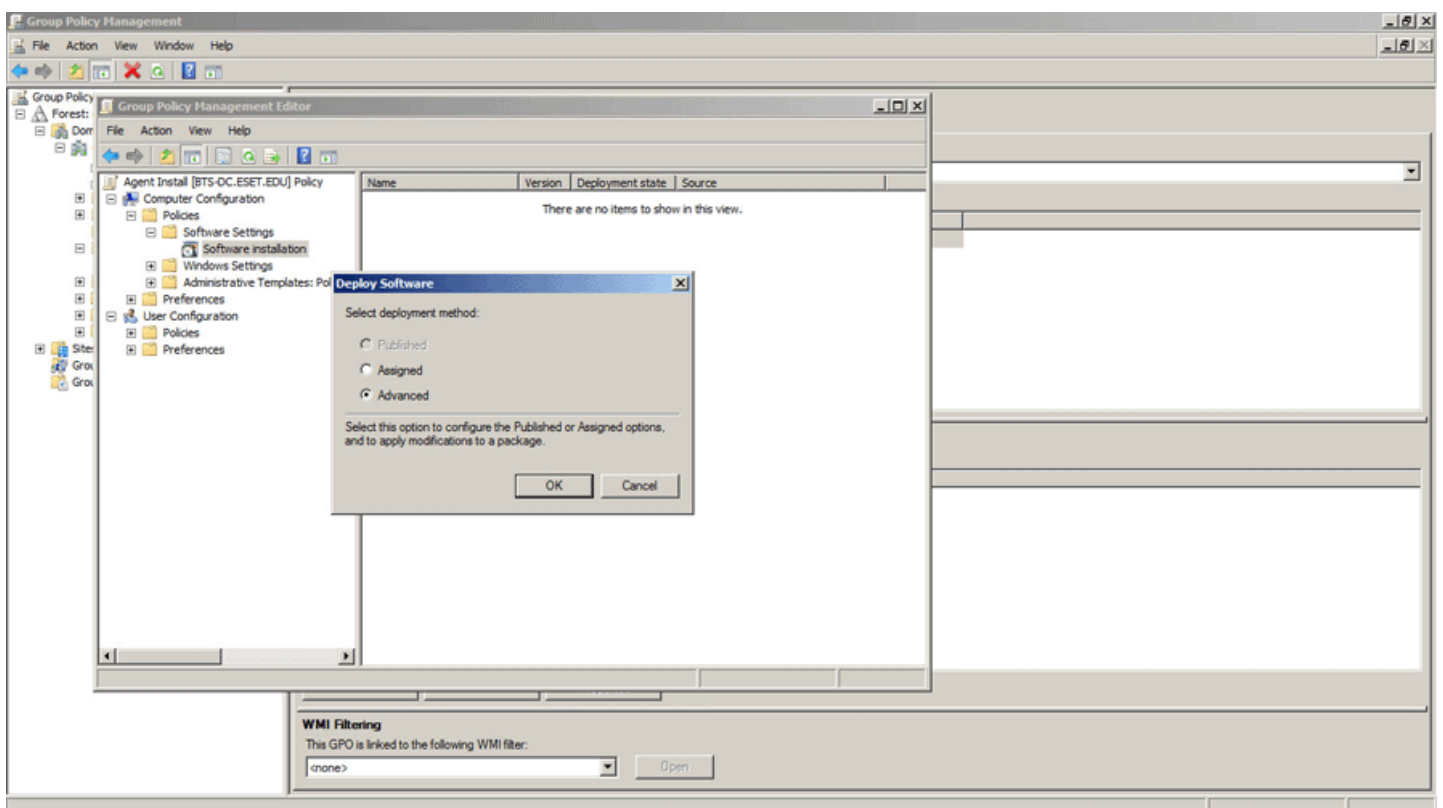 Group Policy Management
File Action View Window Help
Group Policy
Forest:
Dom
Sites
Grou
Grou
Group Policy Management Editor
File Action View Help
Agent Install [BTS-DC.ESET.EDU] Policy
Computer Configuration
Policies
Software Settings
Software installation
Windows Settings
Administrative Templates: Pol
Preferences
User Configuration
Policies
Preferences
Name Version Deployment state Source
There are no items to show in this view.
Deploy Software
Select deployment method:
Published
Assigned
Advanced
Select this option to configure the Published or Assigned options,
and to apply modifications to a package.
OK Cancel
WMI Filtering
This GPO is linked to the following WMI filter:
<none>
Open